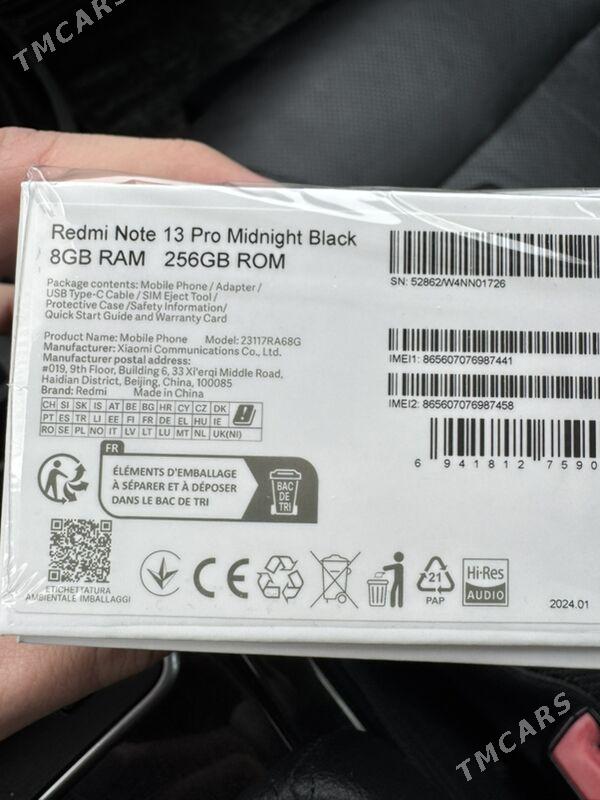 TMCARS
Redmi Note 13 Pro Midnight Black
8GB RAM 256GB ROM
Package contents: Mobile Phone / Adapter /
USB Type-C Cable / SIM Eject Tool /
Protective Case /Safety Information/
Quick Start Guide and Warranty Card
SN: 52862/W4NN01726
Product Name: Mobile Phone Model: 23117RA68G
Manufacturer: Xiaomi Communications Co., Ltd.
Manufacturer postal address:
#019, 9th Floor, Building 6, 33 Xi'erqi Middle Road,
Haidian District, Beijing, China, 100085
Brand: Redmi Made in China
IMEI1: 865607076987441
IMEI2: 865607076987458
CH SI SK IS AT BE BG HR CY CZ DK
PT ES TR LI EE FI FR DE EL HU IE
RO SE PL NO IT LV LT LU MT NL UK(NI)
6 941812 7590
FR
ÉLÉMENTS D'EMBALLAGE
À SÉPARER ET À DÉPOSER
DANS LE BAC DE TRI
BAC
DE
TRI
ETICHETTATURA
AMBIENTALE IMBALLAGGI
CE
21
PAP
Hi-Res
AUDIO
2024.01
TMCARS